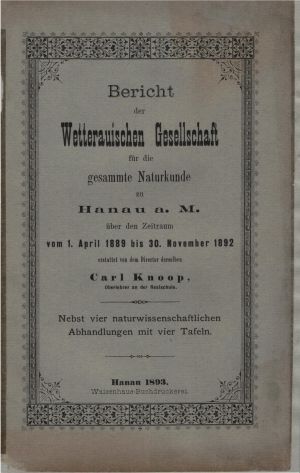 Bericht
der
Wetterauischen Gesellschaft
für die
gesammte Naturkunde
zu
Hanau a. M.
über den Zeitraum
vom 1. April 1889 bis 30. November 1892
erstattet von dem Director derselben
Carl Knoop,
Oberlehrer an der Realschule.
Nebst vier naturwissenschaftlichen
Abhandlungen mit vier Tafeln.
Hanau 1893.
Waisenhaus-Buchdruckerei.